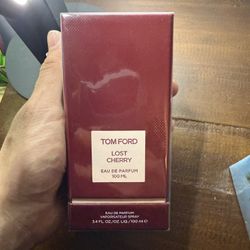 TOM FORD
LOST
CHERRY
EAU DE PARFUM
100 ML
EAU DE PARFUM
VAPORISATEUR SPRAY
3.4 FL. OZ./OZ. LIQ. / 100 ml ℮